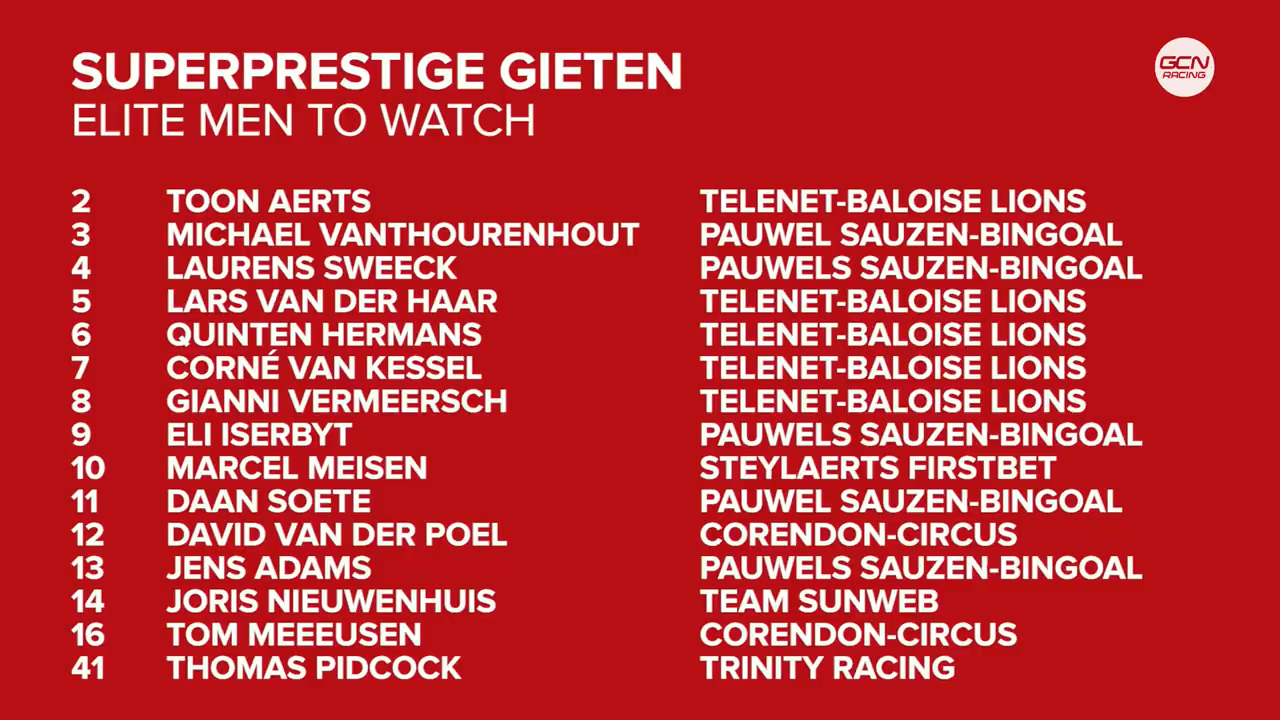 SUPERPRESTIGE GIETEN
ELITE MEN TO WATCH
GCN
RACING
2 TOON AERTS TELENET-BALOISE LIONS
3 MICHAEL VANTHOURENHOUT PAUWEL SAUZEN-BINGOAL
4 LAURENS SWEECK PAUWELS SAUZEN-BINGOAL
5 LARS VAN DER HAAR TELENET-BALOISE LIONS
6 QUINTEN HERMANS TELENET-BALOISE LIONS
7 CORNÉ VAN KESSEL TELENET-BALOISE LIONS
8 GIANNI VERMEERSCH TELENET-BALOISE LIONS
9 ELI ISERBYT PAUWELS SAUZEN-BINGOAL
10 MARCEL MEISEN STEYLAERTS FIRSTBET
11 DAAN SOETE PAUWEL SAUZEN-BINGOAL
12 DAVID VAN DER POEL CORENDON-CIRCUS
13 JENS ADAMS PAUWELS SAUZEN-BINGOAL
14 JORIS NIEUWENHUIS TEAM SUNWEB
16 TOM MEEEUSEN CORENDON-CIRCUS
41 THOMAS PIDCOCK TRINITY RACING